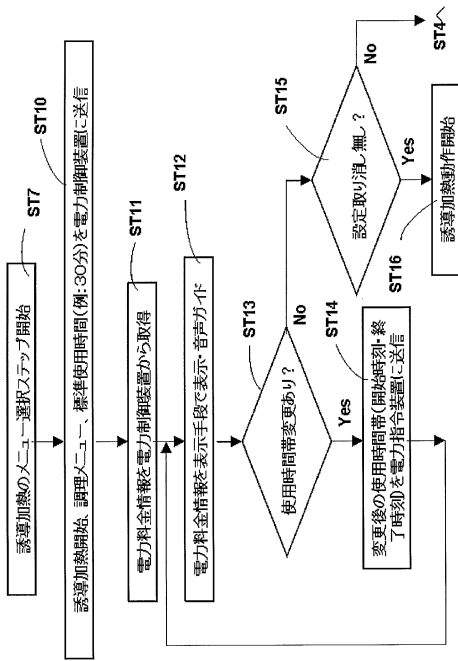 ST7
誘導加熱のメニュー選択ステップ開始
ST10
誘導加熱開始、調理メニュー、標準使用時間(例:30分)を電力制御装置に送信
ST11
電力料金情報を電力制御装置から取得
ST12
電力料金情報を表示手段で表示・音声ガイド
ST13
使用時間帯変更あり?
No
Yes
ST14
変更後の使用時間帯(開始時刻・終
了時刻)を電力指令装置に送信
ST15
設定取り消し無し?
No
ST4へ
Yes
ST16
誘導加熱動作開始